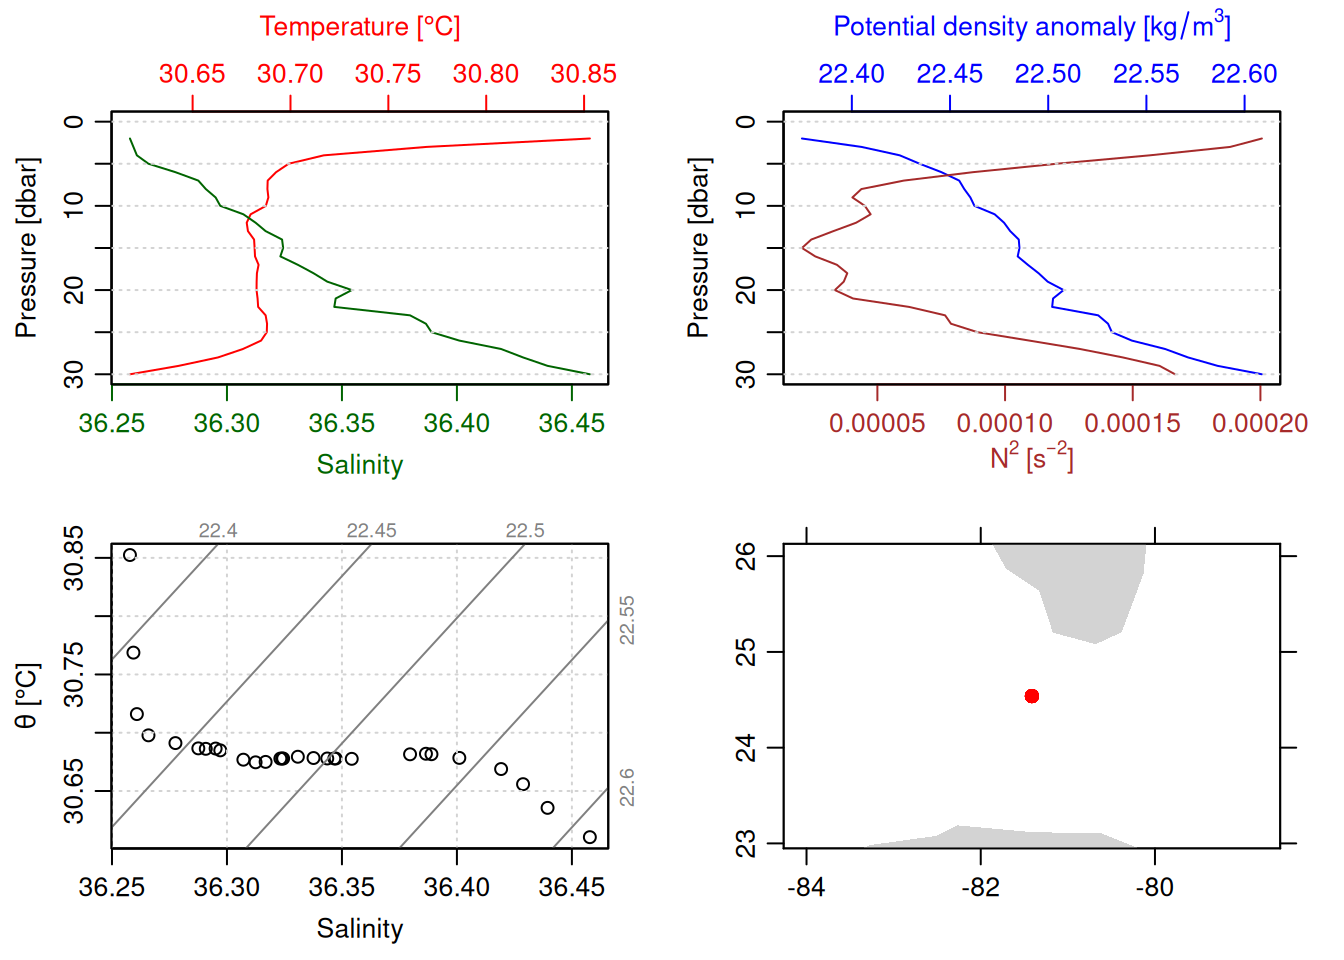 Temperature [°C]
30.65 30.70 30.75 30.80 30.85
0
10
20
30
Pressure [dbar]
36.25 36.30 36.35 36.40 36.45
Salinity
Potential density anomaly [kg/m³]
22.40 22.45 22.50 22.55 22.60
0
10
20
30
Pressure [dbar]
0.00005 0.00010 0.00015 0.00020
N² [s⁻²]
22.4 22.45 22.5
22.55
22.6
30.85
30.75
30.65
θ [°C]
36.25 36.30 36.35 36.40 36.45
Salinity
26
25
24
23
-84 -82 -80